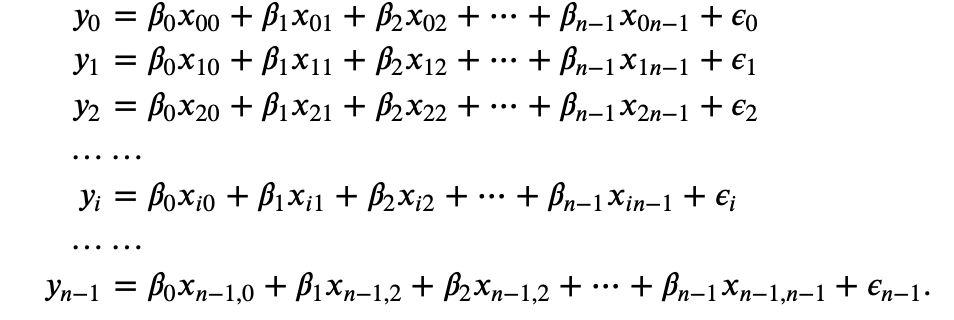 y₀ = β₀x₀₀ + β₁x₀₁ + β₂x₀₂ + ⋯ + βₙ₋₁x₀ₙ₋₁ + ϵ₀
y₁ = β₀x₁₀ + β₁x₁₁ + β₂x₁₂ + ⋯ + βₙ₋₁x₁ₙ₋₁ + ϵ₁
y₂ = β₀x₂₀ + β₁x₂₁ + β₂x₂₂ + ⋯ + βₙ₋₁x₂ₙ₋₁ + ϵ₂
… …
yᵢ = β₀xᵢ₀ + β₁xᵢ₁ + β₂xᵢ₂ + ⋯ + βₙ₋₁xᵢₙ₋₁ + ϵᵢ
… …
yₙ₋₁ = β₀xₙ₋₁,₀ + β₁xₙ₋₁,₂ + β₂xₙ₋₁,₂ + ⋯ + βₙ₋₁xₙ₋₁,ₙ₋₁ + ϵₙ₋₁.